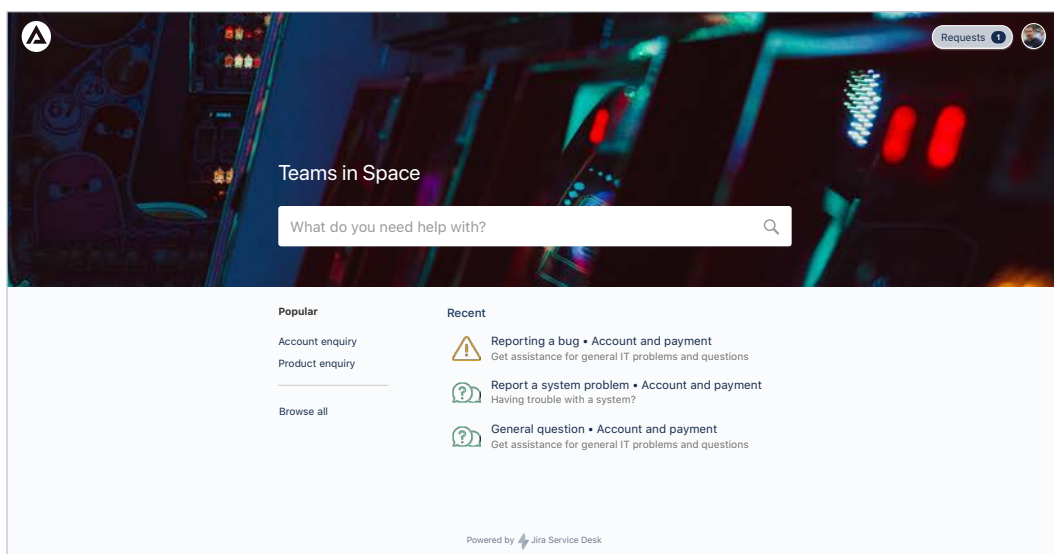 Requests 1
Teams in Space
What do you need help with?
Popular
Account enquiry
Product enquiry
Browse all
Recent
Reporting a bug • Account and payment
Get assistance for general IT problems and questions
Report a system problem • Account and payment
Having trouble with a system?
General question • Account and payment
Get assistance for general IT problems and questions
Powered by Jira Service Desk
67
26